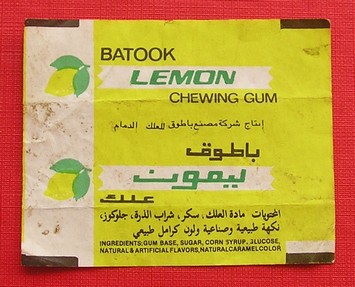 BATOOK
LEMON
CHEWING GUM
إنتاج شركة مصنع باطوق للعلك الدمام
باطوق
ليمون
علك
المحتويات مادة العلك، سكر، شراب الذرة، جلوكوز،
نكهة طبيعية وصناعية ولون كرامل طبيعي
INGREDIENTS:GUM BASE, SUGAR, CORN SYRUP, GLUCOSE,
NATURAL & ARTIFICIAL FLAVORS, NATURAL CARAMEL COLOR